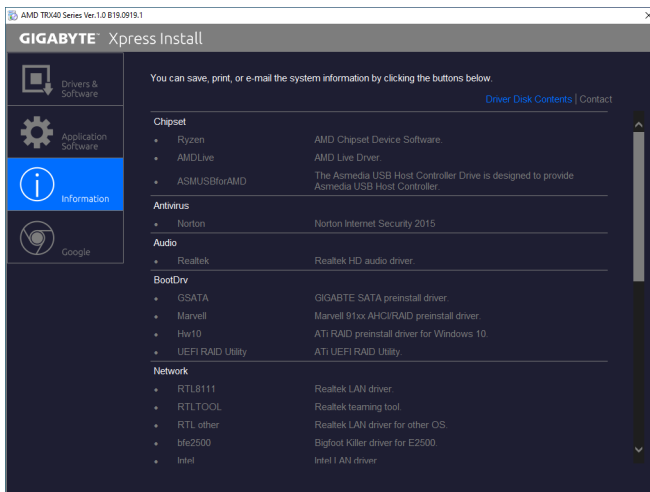 AMD TRX40 Series Ver.1.0 B19.0919.1
GIGABYTE™ Xpress Install
Drivers &
Software
Application
Software
Information
Google
You can save, print, or e-mail the system information by clicking the buttons below.
Driver Disk Contents | Contact
Chipset
• Ryzen AMD Chipset Device Software.
• AMDLive AMD Live Drver.
• ASMUSBforAMD The Asmedia USB Host Controller Drive is designed to provide
Asmedia USB Host Controller.
Antivirus
• Norton Norton Internet Security 2015
Audio
• Realtek Realtek HD audio driver.
BootDrv
• GSATA GIGABTE SATA preinstall driver.
• Marvell Marvell 91xx AHCI/RAID preinstall driver.
• Hw10 ATi RAID preinstall driver for Windows 10.
• UEFI RAID Utility ATi UEFI RAID Utility.
Network
• RTL8111 Realtek LAN driver.
• RTLTOOL Realtek teaming tool.
• RTL other Realtek LAN driver for other OS.
• bfe2500 Bigfoot Killer driver for E2500.
• Intel Intel LAN driver